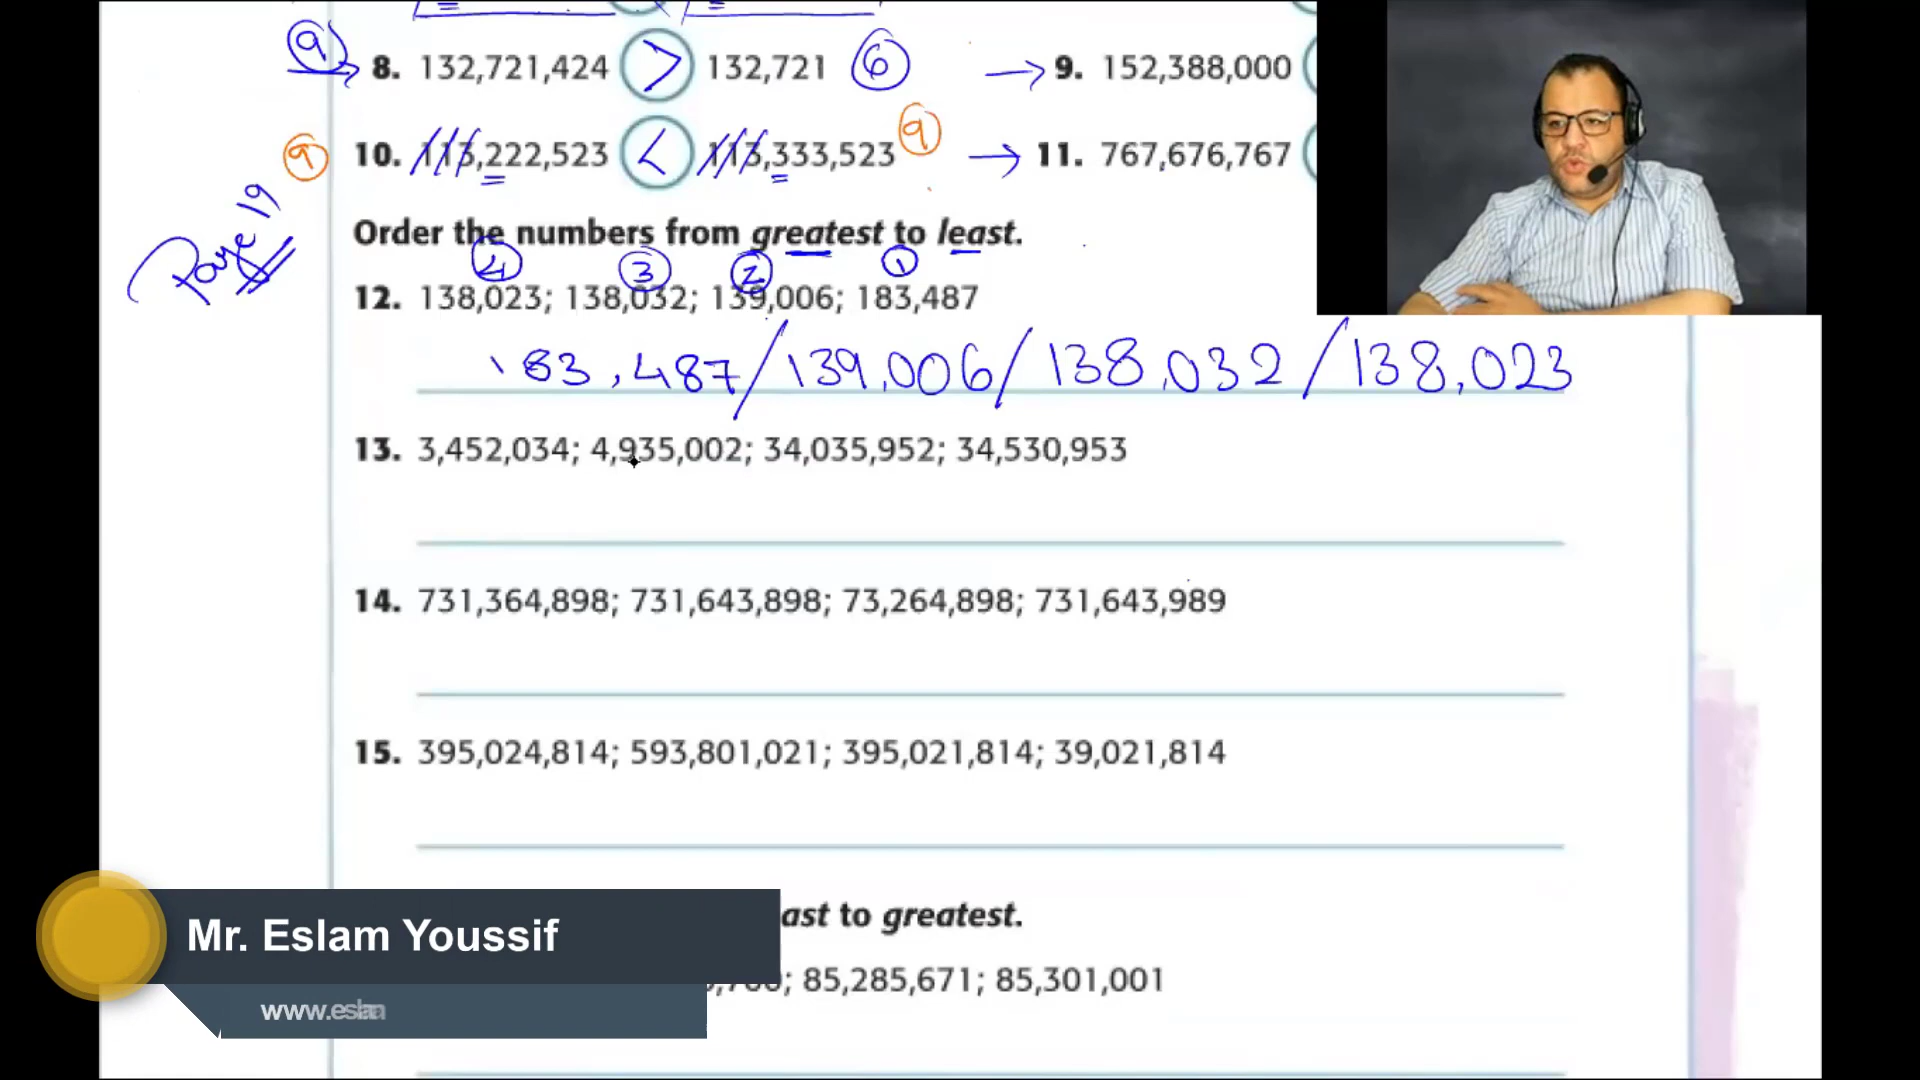 9
8. 132,721,424 > 132,721 6 → 9. 152,388,000
9 10. 113,222,523 < 113,333,523 9 → 11. 767,676,767
Page 19
Order the numbers from greatest to least.
4 3 2 1
12. 138,023; 138,032; 139,006; 183,487
183,487/139,006/138,032/138,023
13. 3,452,034; 4,935,002; 34,035,952; 34,530,953
14. 731,364,898; 731,643,898; 73,264,898; 731,643,989
15. 395,024,814; 593,801,021; 395,021,814; 39,021,814
Mr. Eslam Youssif
ast to greatest.
; 85,285,671; 85,301,001